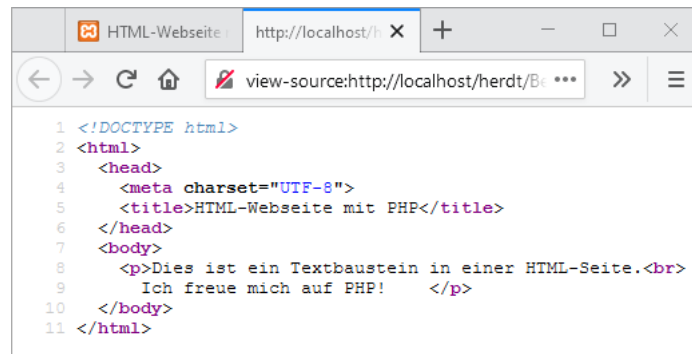 HTML-Webseite
http://localhost/h
view-source:http://localhost/herdt/Be
1 <!DOCTYPE html>
2 <html>
3   <head>
4     <meta charset="UTF-8">
5     <title>HTML-Webseite mit PHP</title>
6   </head>
7   <body>
8     <p>Dies ist ein Textbaustein in einer HTML-Seite.<br>
9       Ich freue mich auf PHP!    </p>
10   </body>
11 </html>